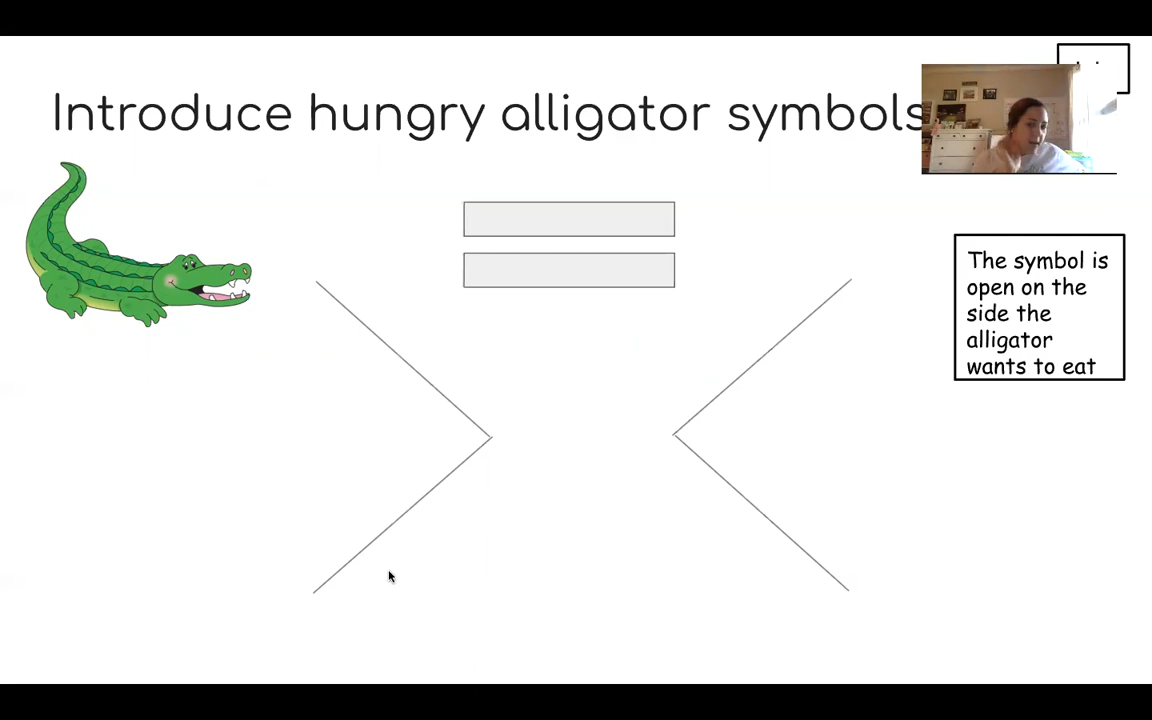 Introduce hungry alligator symbols
The symbol is
open on the
side the
alligator
wants to eat